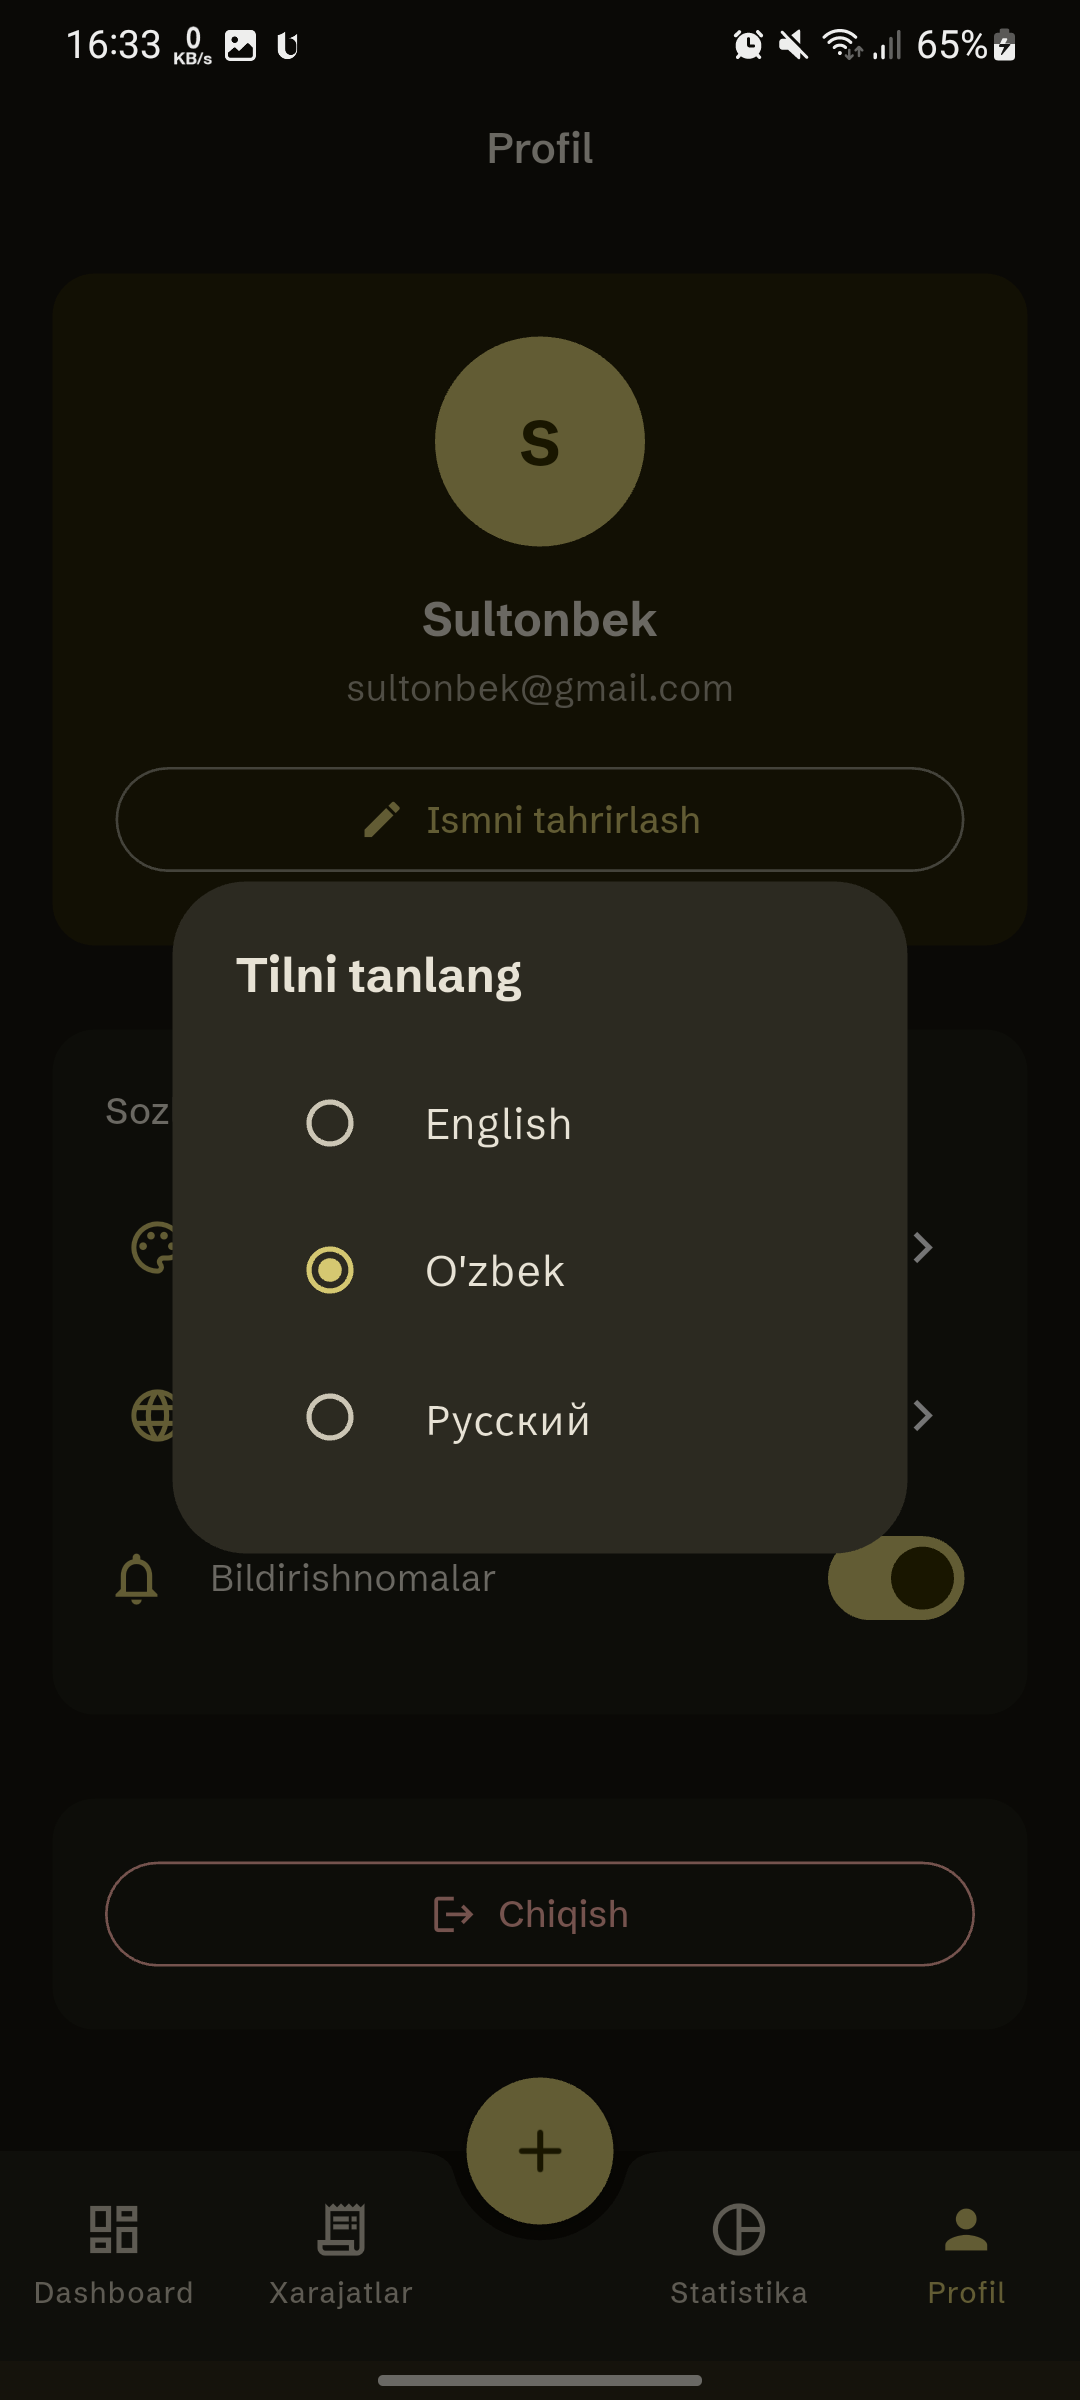 16:33 0 KB/s 65%
Profil
S
Sultonbek
sultonbek@gmail.com
Ismni tahrirlash
Tilni tanlang
Soz
English
O'zbek
Русский
Bildirishnomalar
Chiqish
Dashboard Xarajatlar Statistika Profil